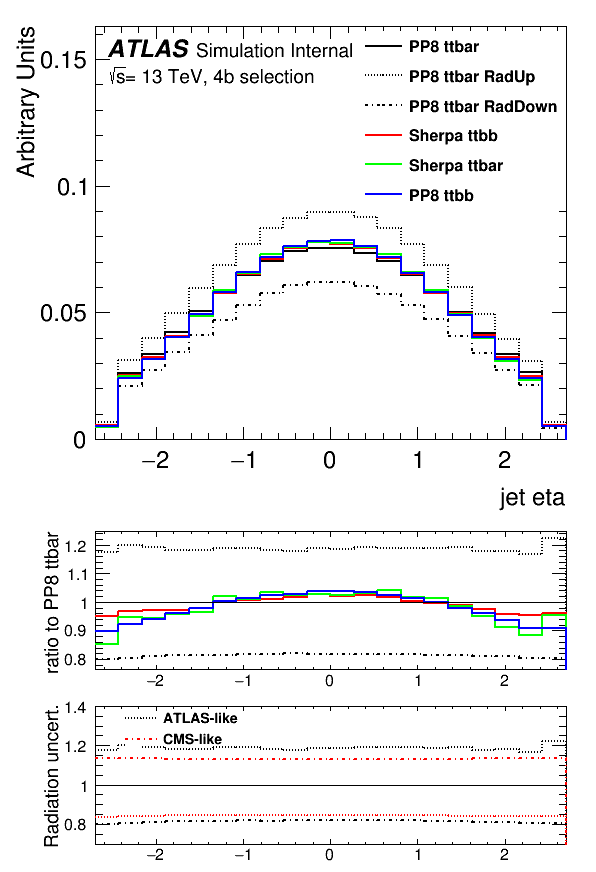 ATLAS Simulation Internal
√s= 13 TeV, 4b selection
PP8 ttbar
PP8 ttbar RadUp
PP8 ttbar RadDown
Sherpa ttbb
Sherpa ttbar
PP8 ttbb
Arbitrary Units
0.15
0.1
0.05
0
−2 −1 0 1 2
jet eta
ratio to PP8 ttbar
1.2
1.1
1
0.9
0.8
−2 −1 0 1 2
Radiation uncert.
ATLAS-like
CMS-like
1.4
1.2
1
0.8
−2 −1 0 1 2